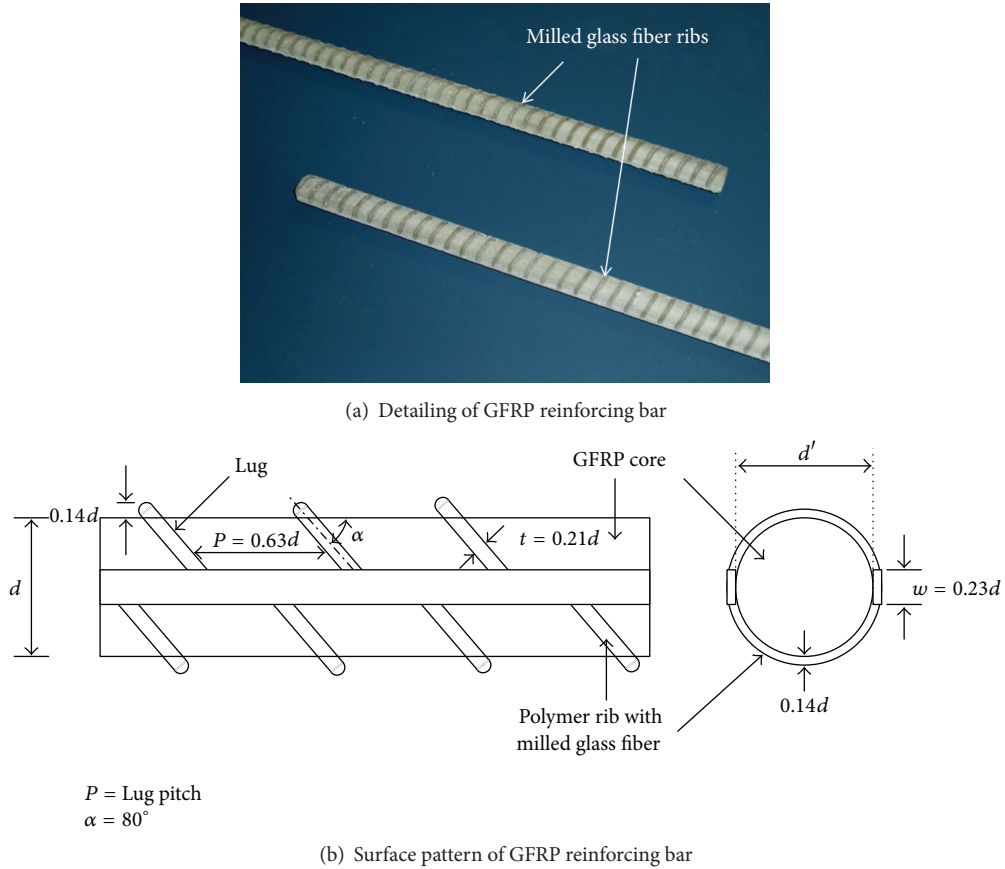 Milled glass fiber ribs
(a) Detailing of GFRP reinforcing bar
Lug
GFRP core
d′
0.14d
P = 0.63d
α
t = 0.21d
d
w = 0.23d
0.14d
Polymer rib with
milled glass fiber
P = Lug pitch
α = 80°
(b) Surface pattern of GFRP reinforcing bar